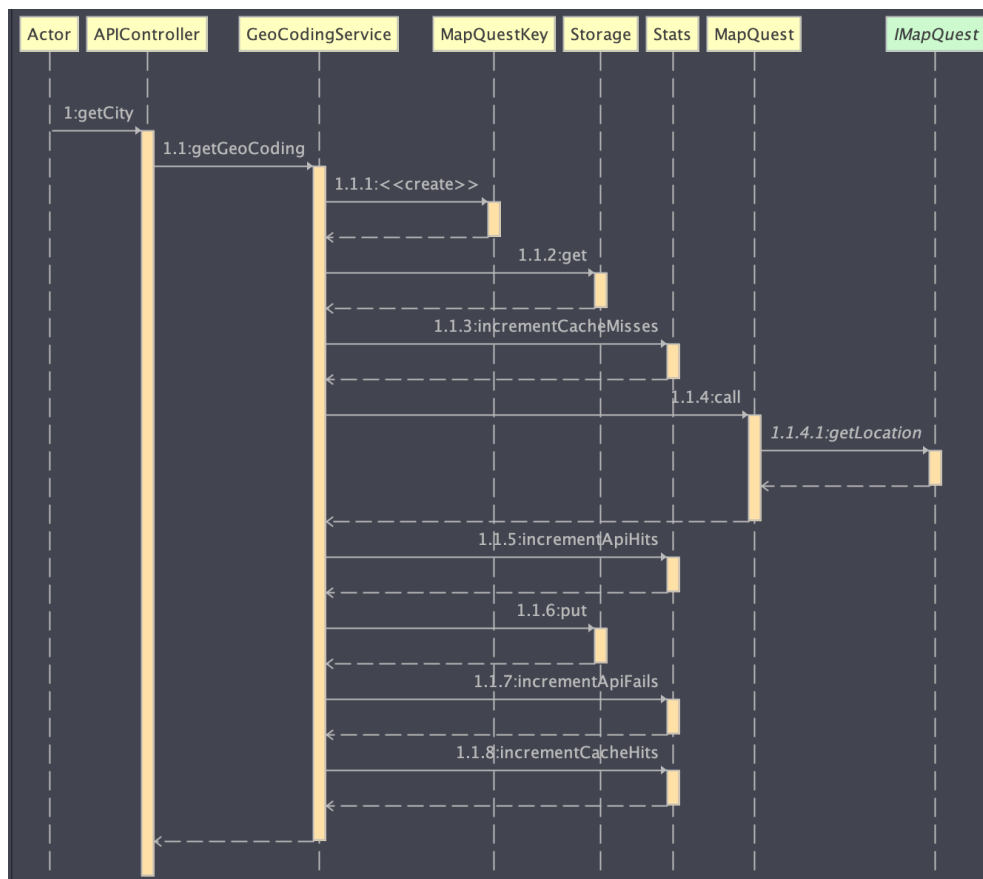 Actor APIController GeoCodingService MapQuestKey Storage Stats MapQuest IMapQuest
1:getCity
1.1:getGeoCoding
1.1.1:<<create>>
1.1.2:get
1.1.3:incrementCacheMisses
1.1.4:call
1.1.4.1:getLocation
1.1.5:incrementApiHits
1.1.6:put
1.1.7:incrementApiFails
1.1.8:incrementCacheHits